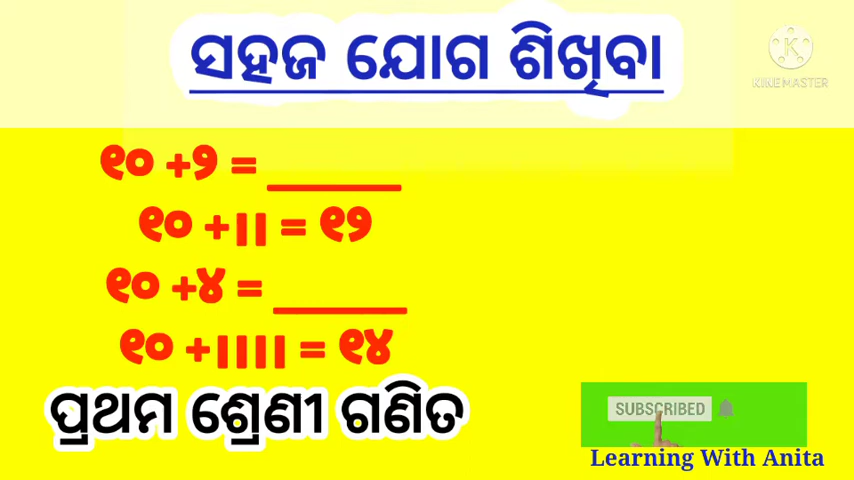 ସହଜ ଯୋଗ ଶିଖିବା
KINEMASTER
୧୦ +୨ = ______
୧୦ +।। = ୧୨
୧୦ +୪ = ______
୧୦ +।।।। = ୧୪
ପ୍ରଥମ ଶ୍ରେଣୀ ଗଣିତ
SUBSCRIBED
Learning With Anita